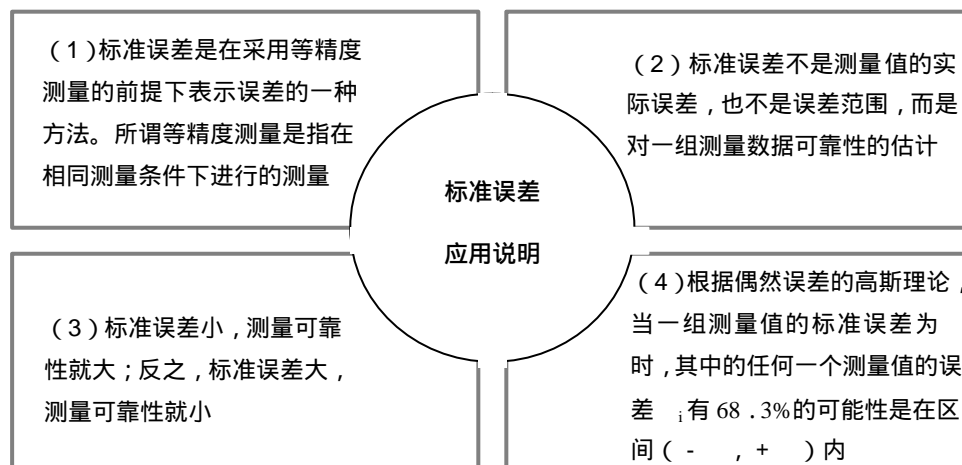 （1）标准误差是在采用等精度
测量的前提下表示误差的一种
方法。所谓等精度测量是指在
相同测量条件下进行的测量
（2）标准误差不是测量值的实
际误差，也不是误差范围，而是
对一组测量数据可靠性的估计
标准误差
应用说明
（3）标准误差小，测量可靠
性就大；反之，标准误差大，
测量可靠性就小
（4）根据偶然误差的高斯理论，
当一组测量值的标准误差为
时，其中的任何一个测量值的误
差 i有 68．3%的可能性是在区
间（ - ，+ ）内